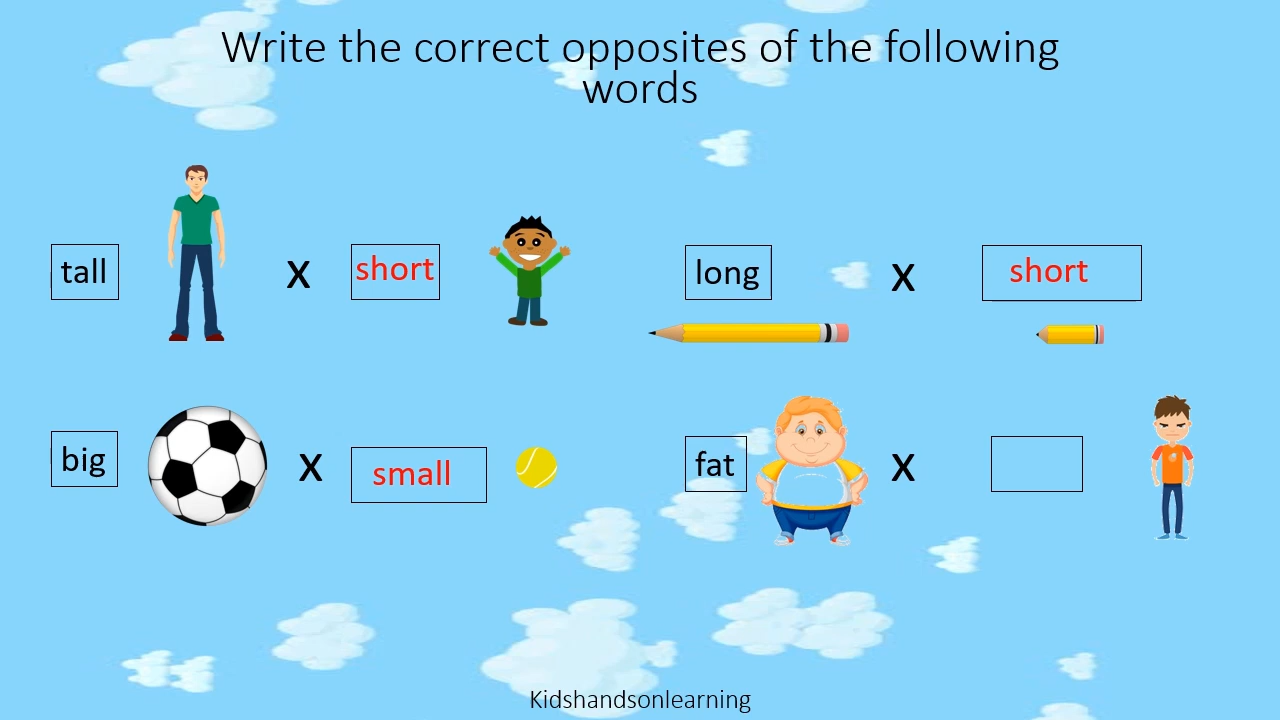 Write the correct opposites of the following
words
tall x short
long x short
big x small
fat x
Kidshandsonlearning